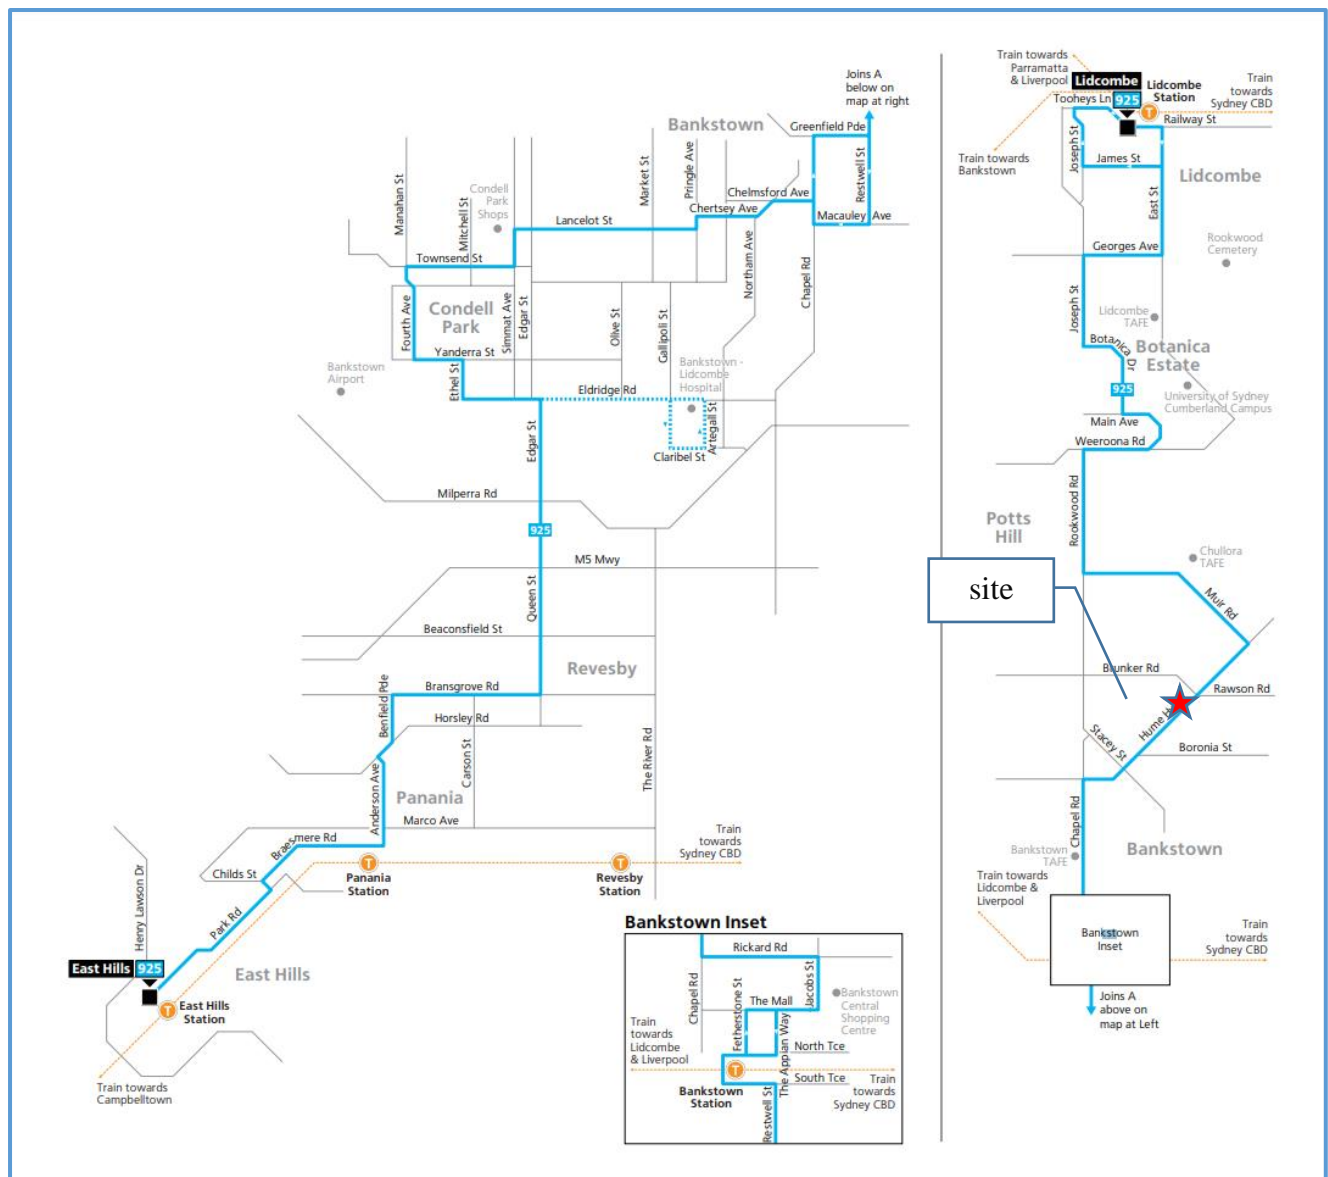 Joins A
below on
map at right
Bankstown
Greenfield Pde
Restwell St
Market St
Pringle Ave
Chelmsford Ave
Chertsey Ave
Macauley Ave
Manahan St
Mitchell St
Condell
Park
Shops
Lancelot St
Townsend St
Northam Ave
Chapel Rd
Condell
Park
Fourth Ave
Simmat Ave
Edgar St
Olive St
Gallipoli St
Yanderra St
Bankstown
Airport
Ethel St
Bankstown -
Lidcombe
Hospital
Eldridge Rd
Artegall St
Claribel St
Edgar St
Milperra Rd
925
M5 Mwy
Queen St
Beaconsfield St
Revesby
Bransgrove Rd
Benfield Pde
Horsley Rd
Carson St
The River Rd
Anderson Ave
Panania
Marco Ave
Braesmere Rd
Train
towards
Sydney CBD
Childs St
T
Panania
Station
T
Revesby
Station
Henry Lawson Dr
Park Rd
East Hills
East Hills 925
T
East Hills
Station
Train towards
Campbelltown
Bankstown Inset
Rickard Rd
Chapel Rd
Fetherstone St
Jacobs St
The Mall
The Appian Way
Bankstown
Central
Shopping
Centre
Train
towards
Lidcombe
& Liverpool
North Tce
T
Bankstown
Station
South Tce
Restwell St
Train
towards
Sydney CBD
Train towards
Parramatta
& Liverpool
Lidcombe
925
Lidcombe
Station
T
Train
towards
Sydney CBD
Tooheys Ln
Railway St
Joseph St
James St
Train towards
Bankstown
Lidcombe
East St
Georges Ave
Rookwood
Cemetery
Joseph St
Lidcombe
TAFE
Botanica Dr
Botanica
Estate
925
University of Sydney
Cumberland Campus
Main Ave
Weeroona Rd
Rookwood Rd
Potts
Hill
Chullora
TAFE
site
Muir Rd
Brunker Rd
Rawson Rd
Hume H
Stacey St
Boronia St
Chapel Rd
Bankstown
TAFE
Bankstown
Train towards
Lidcombe &
Liverpool
Bankstown
Inset
Train
towards
Sydney CBD
Joins A
above on
map at Left